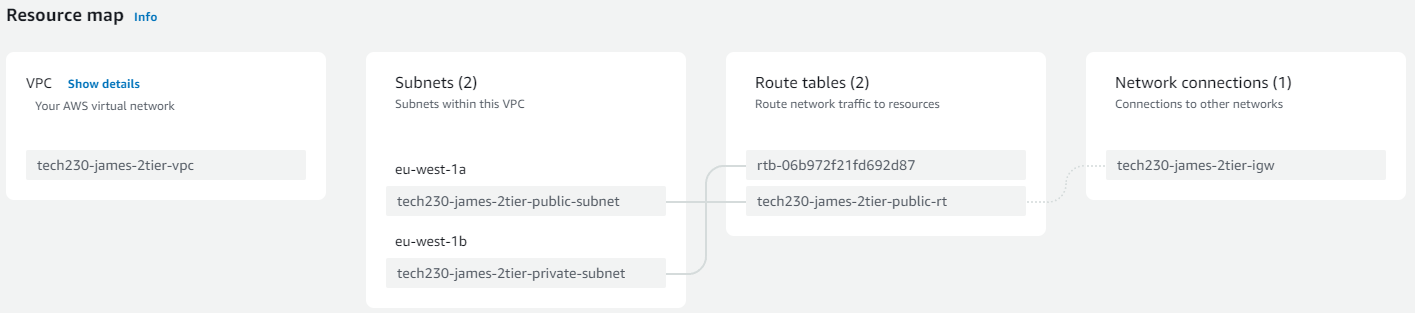 Resource map Info
VPC Show details
Your AWS virtual network
tech230-james-2tier-vpc
Subnets (2)
Subnets within this VPC
eu-west-1a
tech230-james-2tier-public-subnet
eu-west-1b
tech230-james-2tier-private-subnet
Route tables (2)
Route network traffic to resources
rtb-06b972f21fd692d87
tech230-james-2tier-public-rt
Network connections (1)
Connections to other networks
tech230-james-2tier-igw